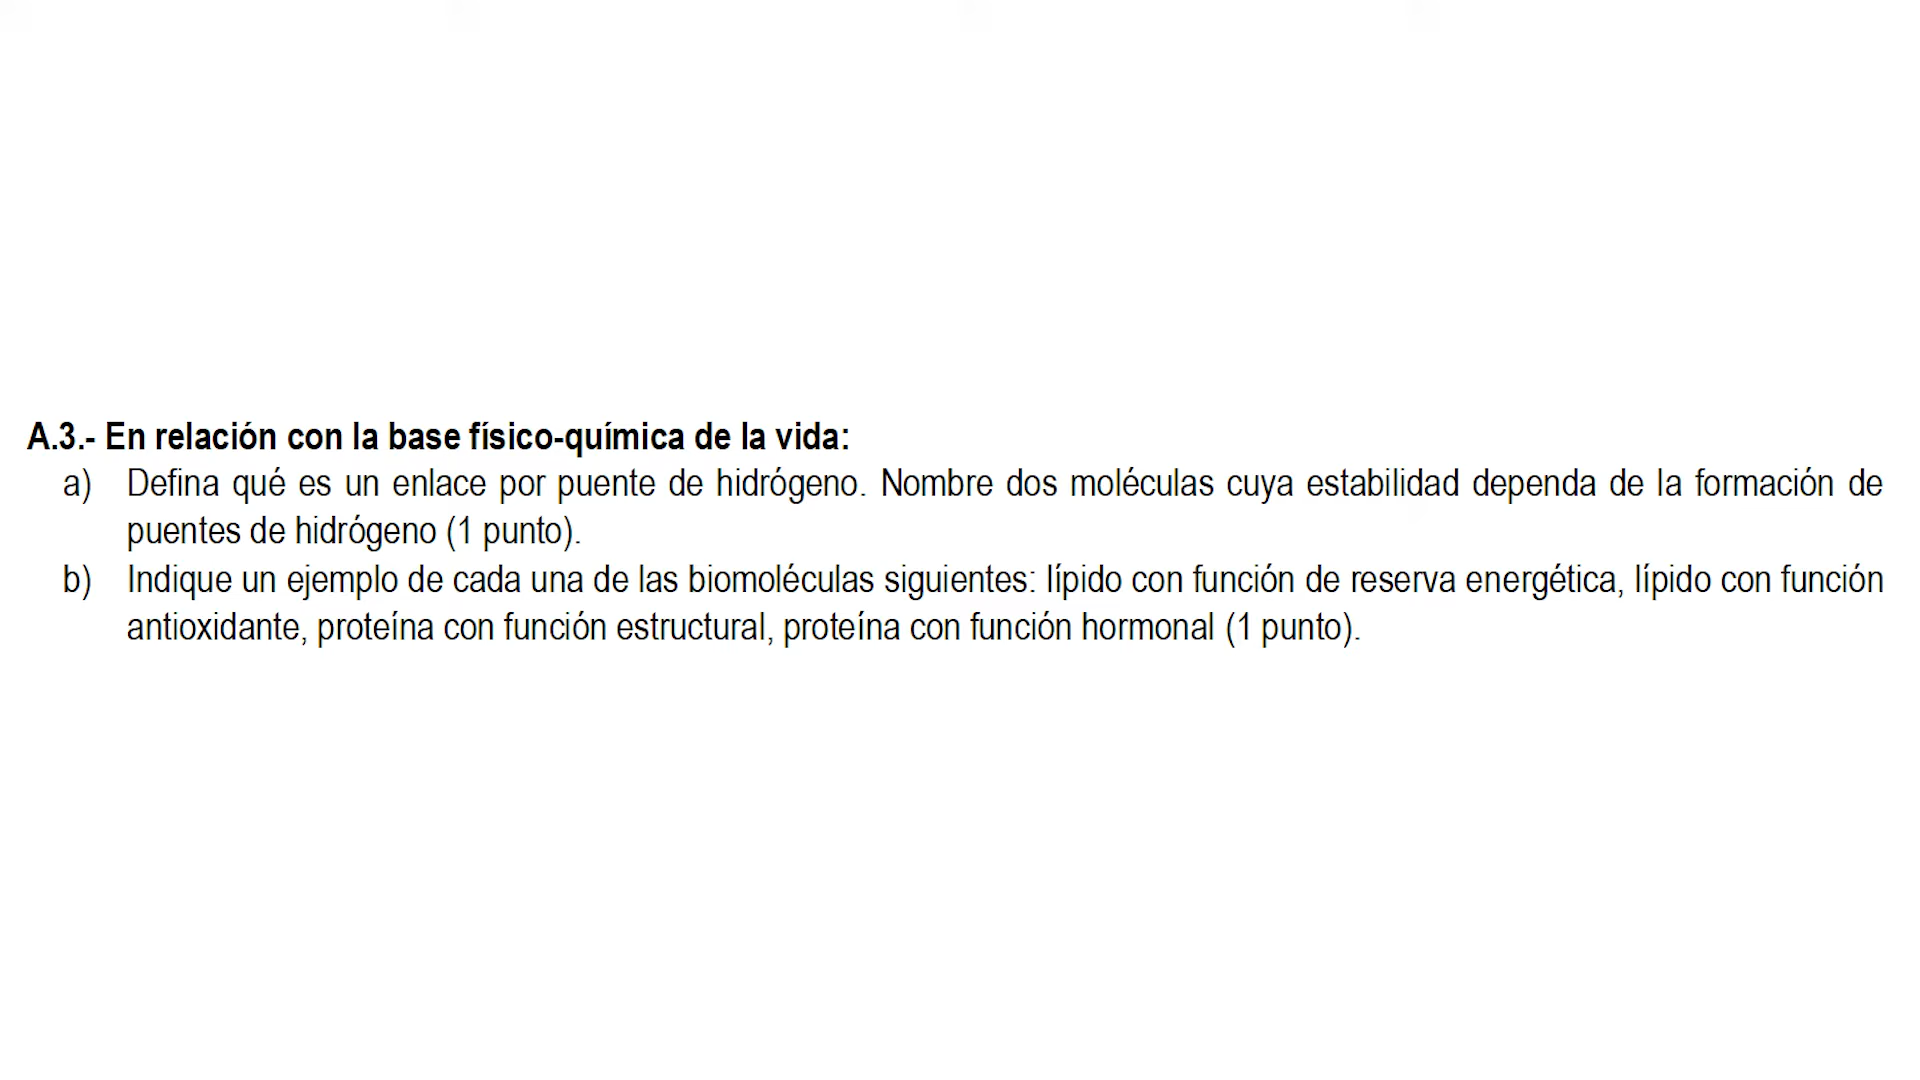 A.3.- En relación con la base físico-química de la vida:
a) Defina qué es un enlace por puente de hidrógeno. Nombre dos moléculas cuya estabilidad dependa de la formación de
puentes de hidrógeno (1 punto).
b) Indique un ejemplo de cada una de las biomoléculas siguientes: lípido con función de reserva energética, lípido con función
antioxidante, proteína con función estructural, proteína con función hormonal (1 punto).